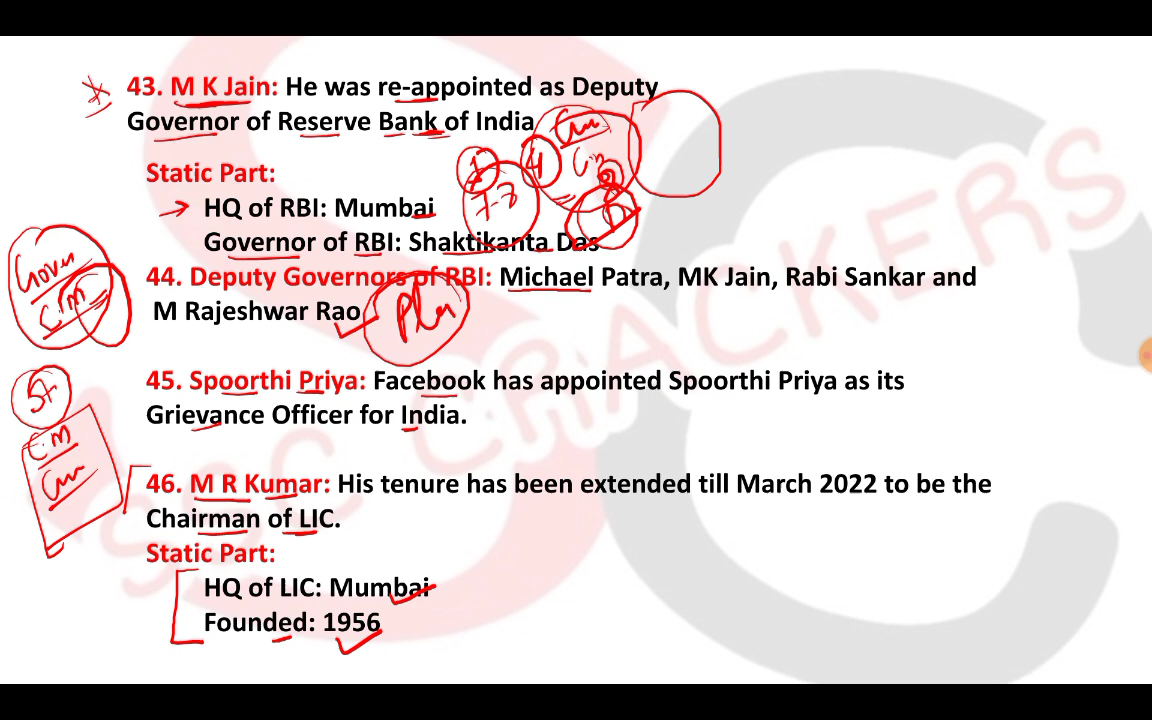 43. M K Jain: He was re-appointed as Deputy
Governor of Reserve Bank of India
Static Part:
HQ of RBI: Mumbai
Governor of RBI: Shaktikanta Das
44. Deputy Governors of RBI: Michael Patra, MK Jain, Rabi Sankar and
M Rajeshwar Rao
45. Spoorthi Priya: Facebook has appointed Spoorthi Priya as its
Grievance Officer for India.
46. M R Kumar: His tenure has been extended till March 2022 to be the
Chairman of LIC.
Static Part:
HQ of LIC: Mumbai
Founded: 1956
SSC CRACKERS